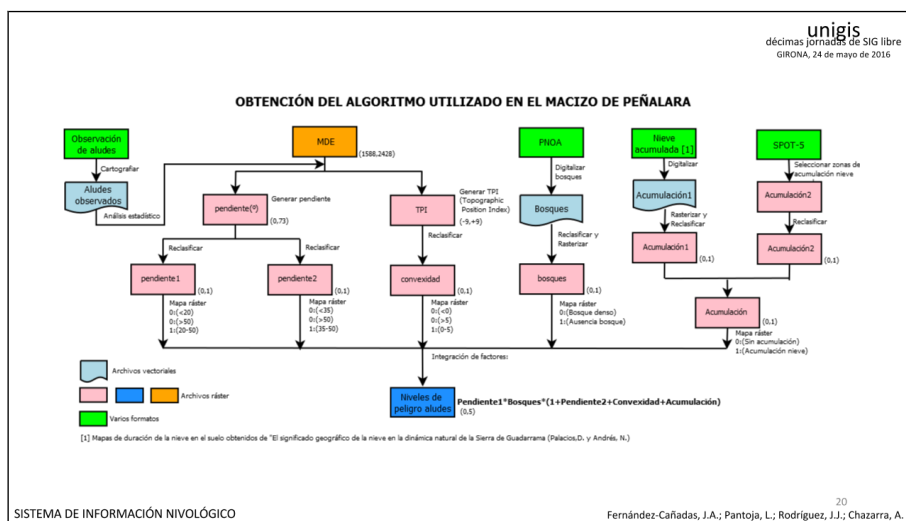 unigis
décimas jornadas de SIG libre
GIRONA, 24 de mayo de 2016
OBTENCIÓN DEL ALGORITMO UTILIZADO EN EL MACIZO DE PEÑALARA
Observación
de aludes
MDE
(1588,2428)
PNOA
Nieve
acumulada [1]
SPOT-5
Cartografiar
Digitalizar
bosques
Digitalizar
Seleccionar zonas de
acumulación nieve
Aludes
observados
Análisis estadístico
pendiente(º)
Generar pendiente
(0,73)
TPI
Generar TPI
(Topographic
Position Index)
(-9,+9)
Bosques
Acumulación1
Acumulación2
Reclasificar
Reclasificar
Reclasificar
Reclasificar y
Rasterizar
Rasterizar y
Reclasificar
Reclasificar
Acumulación1
(0,1)
Acumulación2
(0,1)
pendiente1
(0,1)
pendiente2
(0,1)
convexidad
(0,1)
bosques
(0,1)
Acumulación
(0,1)
Mapa ráster
0:(<20)
0:(>50)
1:(20-50)
Mapa ráster
0:(<35)
0:(>50)
1:(35-50)
Mapa ráster
0:(<0)
0:(>5)
1:(0-5)
Mapa ráster
0:(Bosque denso)
1:(Ausencia bosque)
Mapa ráster
0:(Sin acumulación)
1:(Acumulación nieve)
Integración de factores:
Archivos vectoriales
Archivos ráster
Varios formatos
Niveles de
peligro aludes
Pendiente1*Bosques*(1+Pendiente2+Convexidad+Acumulación)
(0.5)
[1] Mapas de duración de la nieve en el suelo obtenidos de "El significado geográfico de la nieve en la dinámica natural de la Sierra de Guadarrama (Palacios,D. y Andrés, N.)
20
SISTEMA DE INFORMACIÓN NIVOLÓGICO
Fernández-Cañadas, J.A.; Pantoja, L.; Rodríguez, J.J.; Chazarra, A.